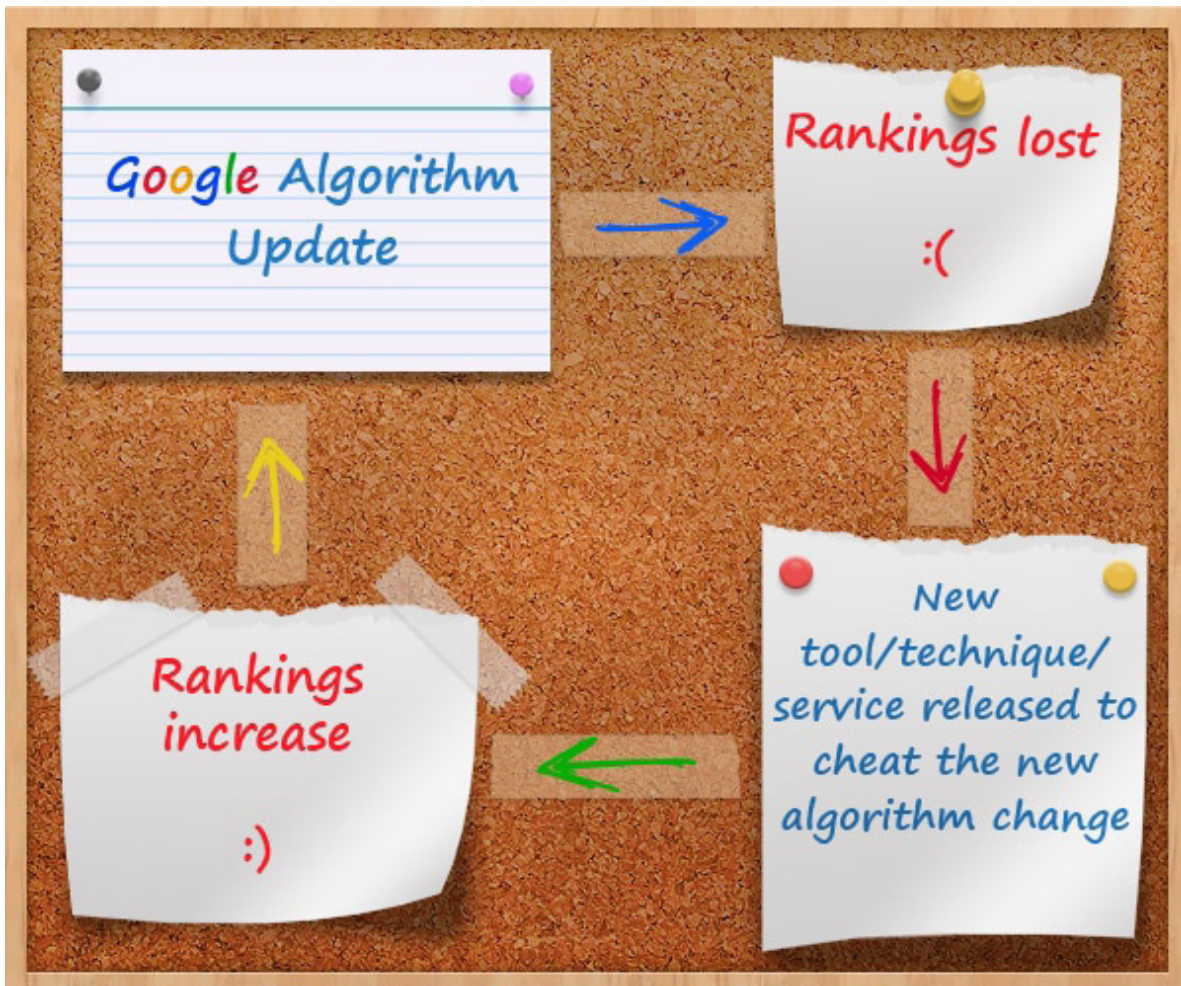 Google Algorithm
Update
Rankings lost
:(
New
tool/technique/
service released to
cheat the new
algorithm change
Rankings
increase
:)